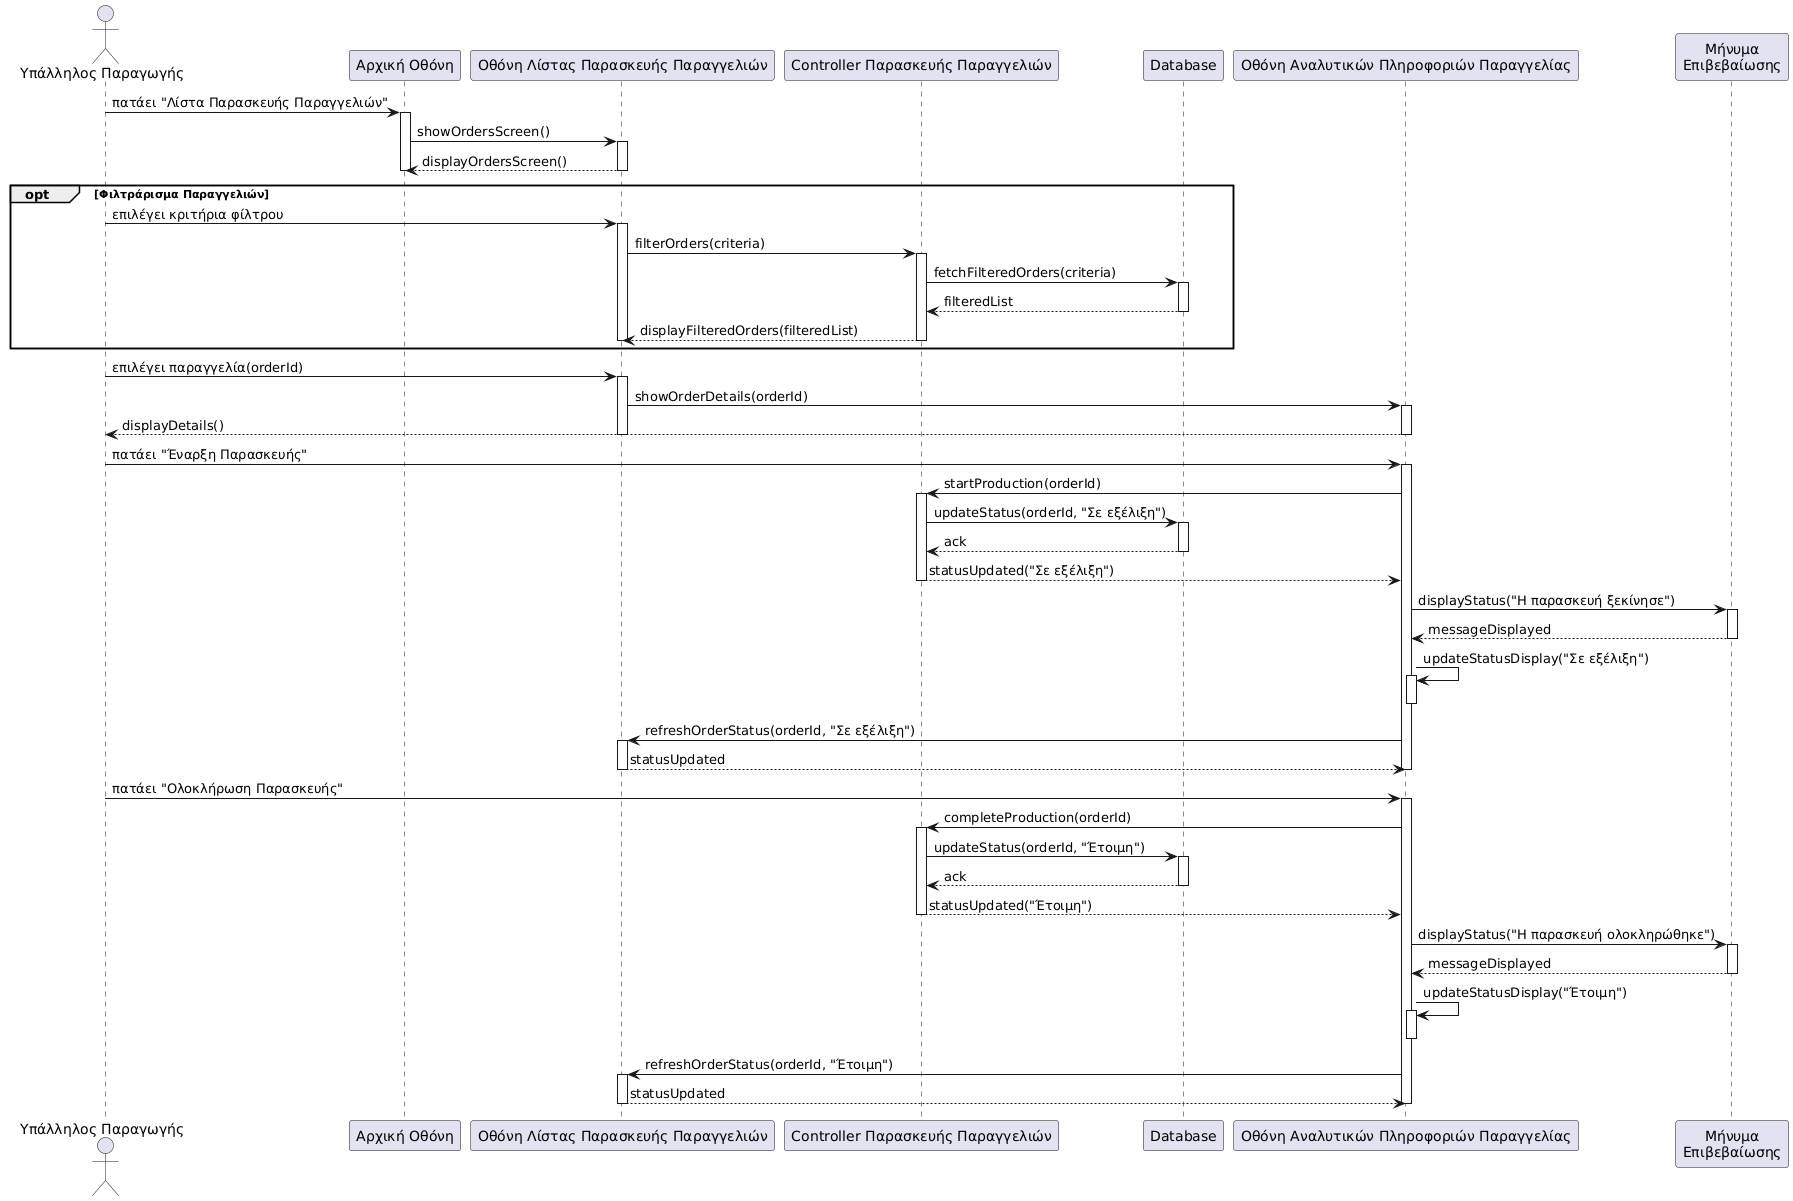 Υπάλληλος Παραγωγής
Αρχική Οθόνη
Οθόνη Λίστας Παρασκευής Παραγγελιών
Controller Παρασκευής Παραγγελιών
Database
Οθόνη Αναλυτικών Πληροφοριών Παραγγελίας
Μήνυμα
Επιβεβαίωσης
πατάει "Λίστα Παρασκευής Παραγγελιών"
showOrdersScreen()
displayOrdersScreen()
opt [Φιλτράρισμα Παραγγελιών]
επιλέγει κριτήρια φίλτρου
filterOrders(criteria)
fetchFilteredOrders(criteria)
filteredList
displayFilteredOrders(filteredList)
επιλέγει παραγγελία(orderId)
showOrderDetails(orderId)
displayDetails()
πατάει "Έναρξη Παρασκευής"
startProduction(orderId)
updateStatus(orderId, "Σε εξέλιξη")
ack
statusUpdated("Σε εξέλιξη")
displayStatus("Η παρασκευή ξεκίνησε")
messageDisplayed
updateStatusDisplay("Σε εξέλιξη")
refreshOrderStatus(orderId, "Σε εξέλιξη")
statusUpdated
πατάει "Ολοκλήρωση Παρασκευής"
completeProduction(orderId)
updateStatus(orderId, "Έτοιμη")
ack
statusUpdated("Έτοιμη")
displayStatus("Η παρασκευή ολοκληρώθηκε")
messageDisplayed
updateStatusDisplay("Έτοιμη")
refreshOrderStatus(orderId, "Έτοιμη")
statusUpdated
Υπάλληλος Παραγωγής
Αρχική Οθόνη
Οθόνη Λίστας Παρασκευής Παραγγελιών
Controller Παρασκευής Παραγγελιών
Database
Οθόνη Αναλυτικών Πληροφοριών Παραγγελίας
Μήνυμα
Επιβεβαίωσης